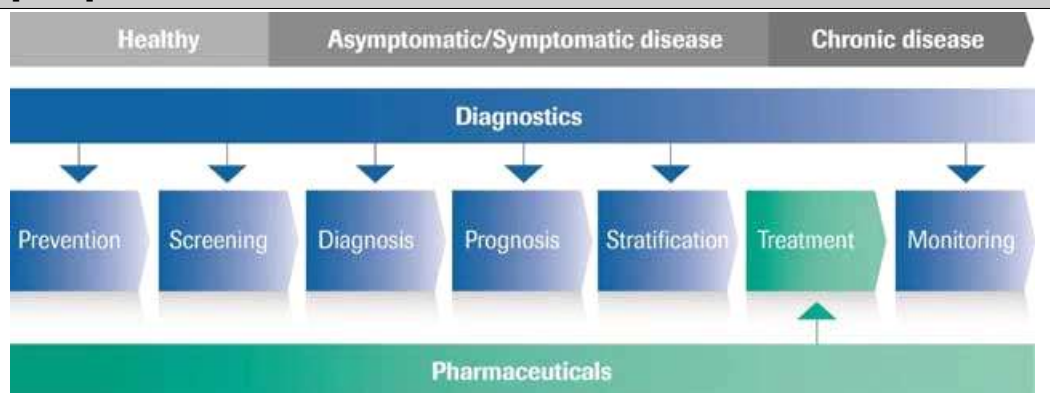 Healthy
Asymptomatic/Symptomatic disease
Chronic disease
Diagnostics
Prevention
Screening
Diagnosis
Prognosis
Stratification
Treatment
Monitoring
Pharmaceuticals